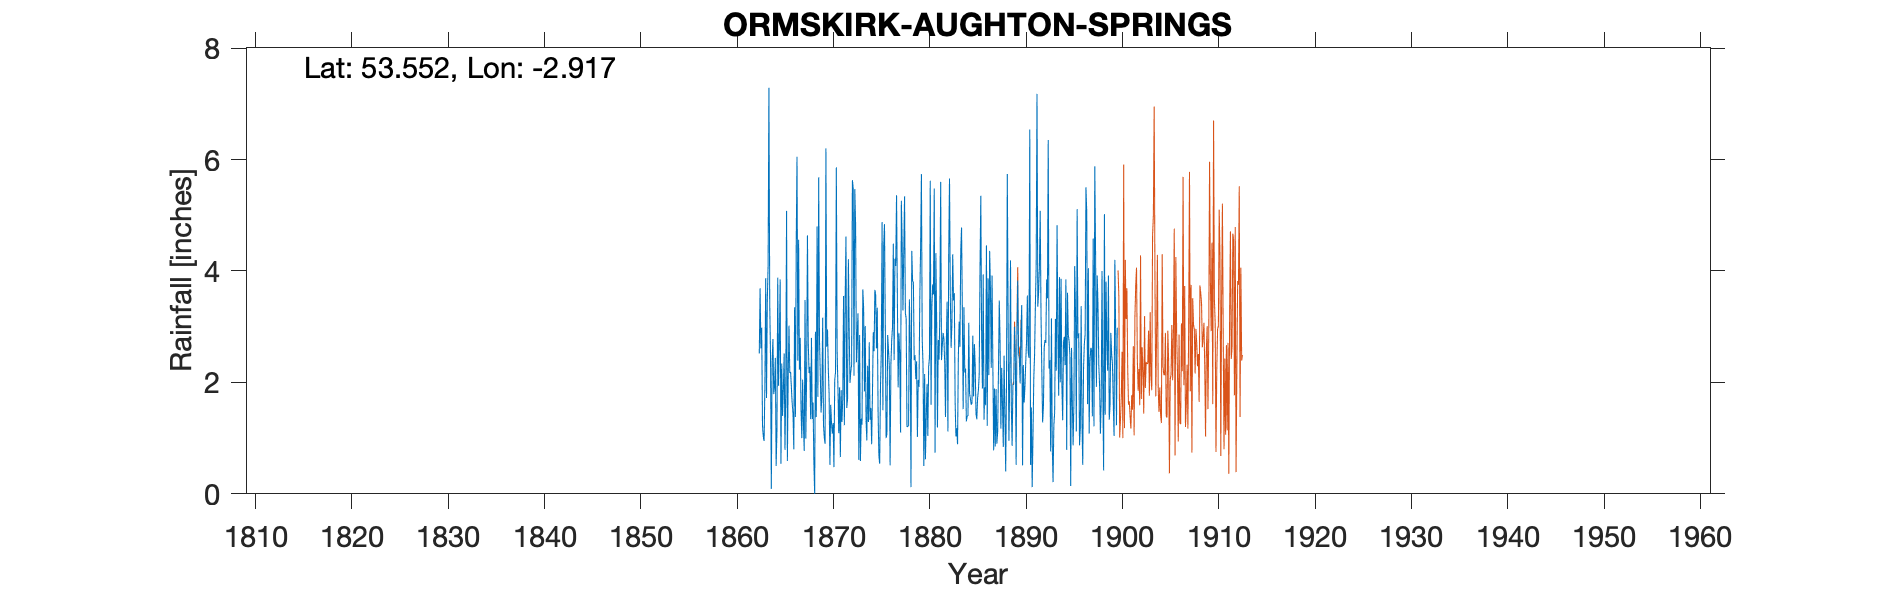 ORMSKIRK-AUGHTON-SPRINGS
Lat: 53.552, Lon: -2.917
8
6
4
2
0
Rainfall [inches]
1810 1820 1830 1840 1850 1860 1870 1880 1890 1900 1910 1920 1930 1940 1950 1960
Year